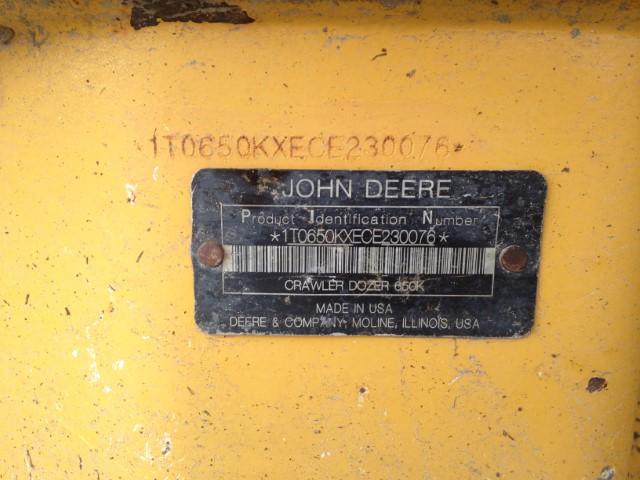 1T0650KXECE230076*
JOHN DEERE
Product Identification Number
*1T0650KXECE230076*
CRAWLER DOZER 650K
MADE IN USA
DEERE & COMPANY, MOLINE, ILLINOIS, USA